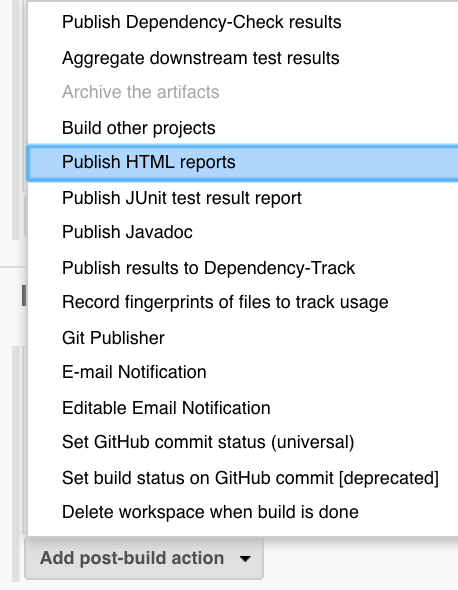 Publish Dependency-Check results
Aggregate downstream test results
Archive the artifacts
Build other projects
Publish HTML reports
Publish JUnit test result report
Publish Javadoc
Publish results to Dependency-Track
Record fingerprints of files to track usage
Git Publisher
E-mail Notification
Editable Email Notification
Set GitHub commit status (universal)
Set build status on GitHub commit [deprecated]
Delete workspace when build is done
Add post-build action